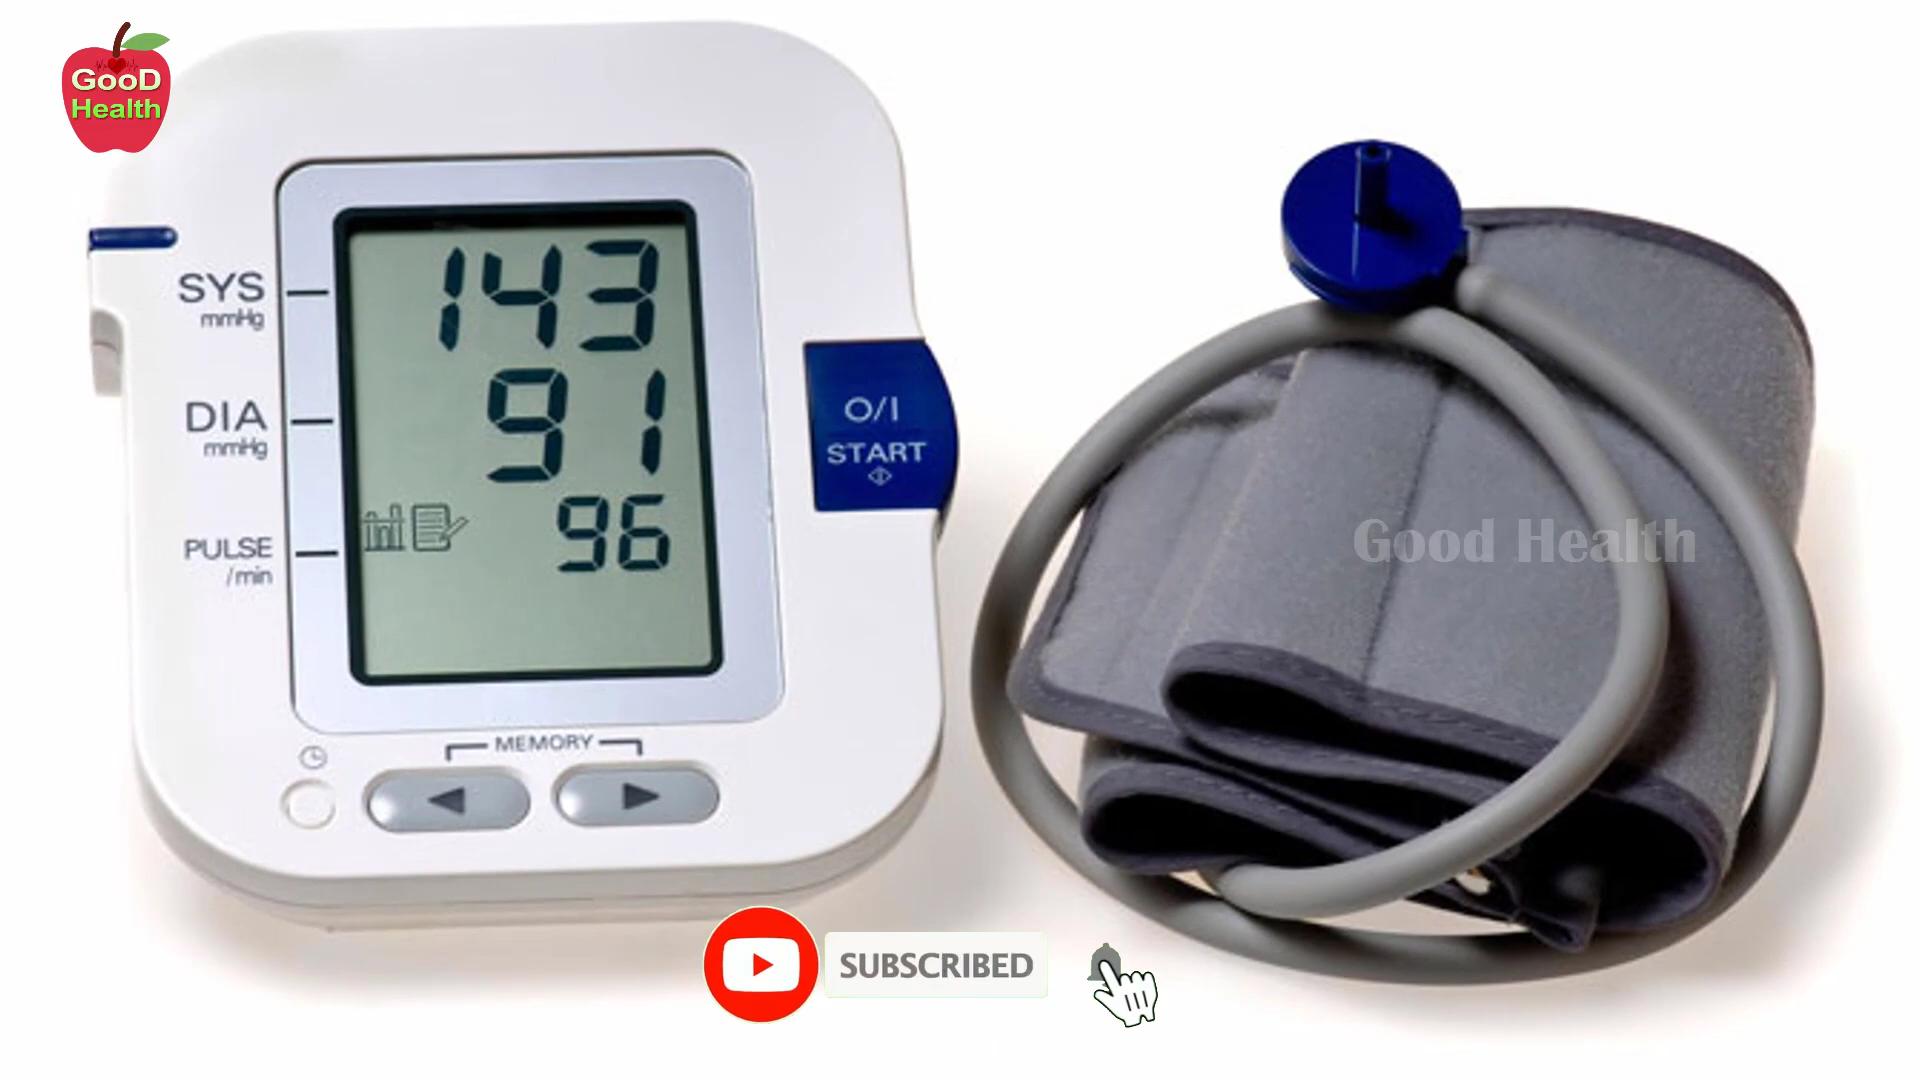 GooD
Health
SYS
mmHg
143
DIA
mmHg
91
PULSE
/min
96
O/I
START
MEMORY
Good Health
SUBSCRIBED